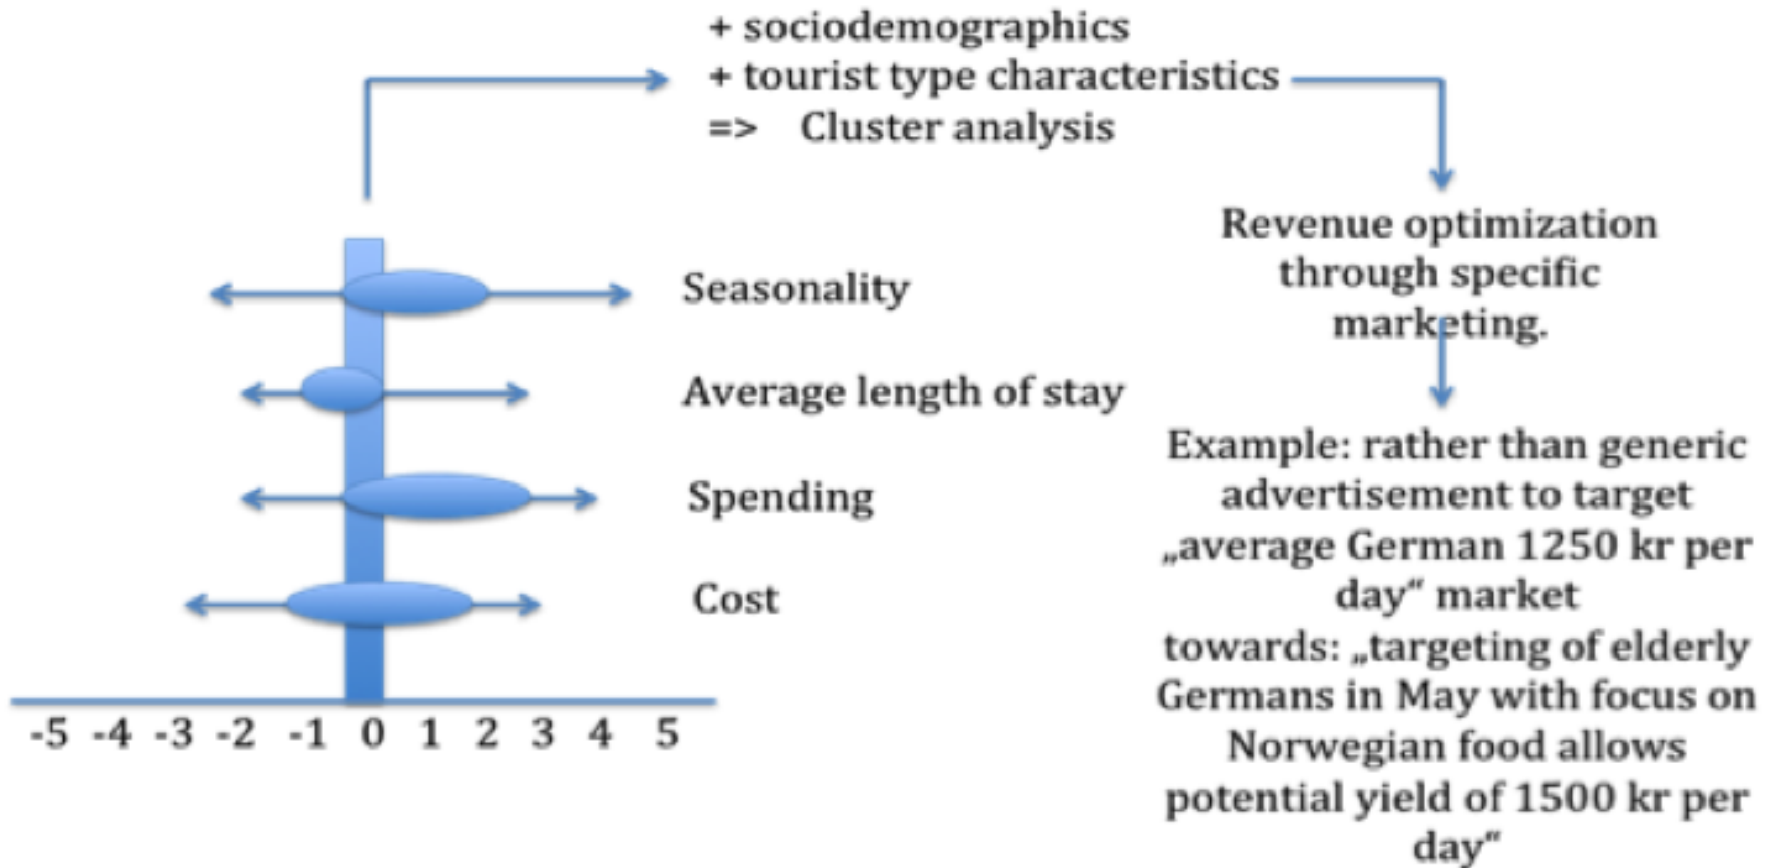 + sociodemographics
+ tourist type characteristics
=> Cluster analysis
Seasonality
Average length of stay
Spending
Cost
-5 -4 -3 -2 -1 0 1 2 3 4 5
Revenue optimization
through specific
marketing.
Example: rather than generic
advertisement to target
„average German 1250 kr per
day“ market
towards: „targeting of elderly
Germans in May with focus on
Norwegian food allows
potential yield of 1500 kr per
day“